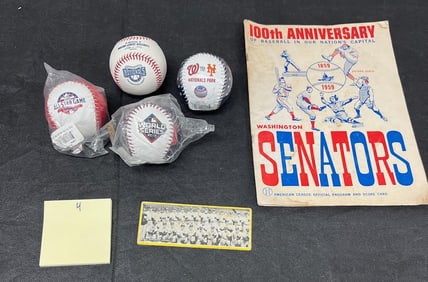 100th ANNIVERSARY
OF BASEBALL IN OUR NATION'S CAPITAL
1859
1959
WASHINGTON
SENATORS
AMERICAN LEAGUE OFFICIAL PROGRAM AND SCORE CARD
NATIONALS PARK
ALL STAR GAME
WORLD SERIES
4